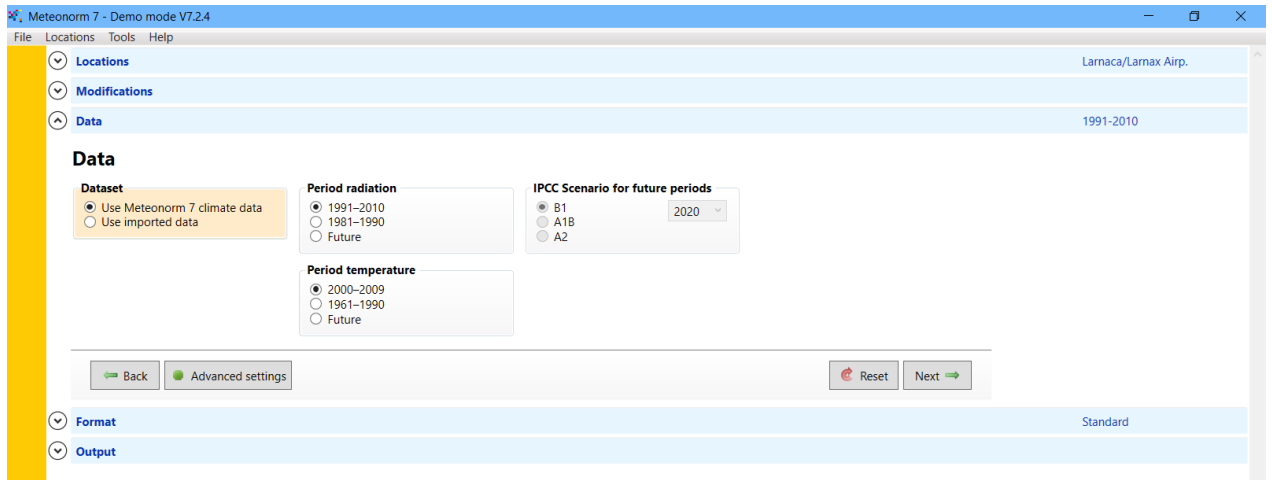 Meteonorm 7 - Demo mode V7.2.4
File Locations Tools Help
Locations Larnaca/Larnax Airp.
Modifications
Data 1991-2010
Data
Dataset
Use Meteonorm 7 climate data
Use imported data
Period radiation
1991–2010
1981–1990
Future
IPCC Scenario for future periods
B1 2020
A1B
A2
Period temperature
2000–2009
1961–1990
Future
Back Advanced settings Reset Next
Format Standard
Output